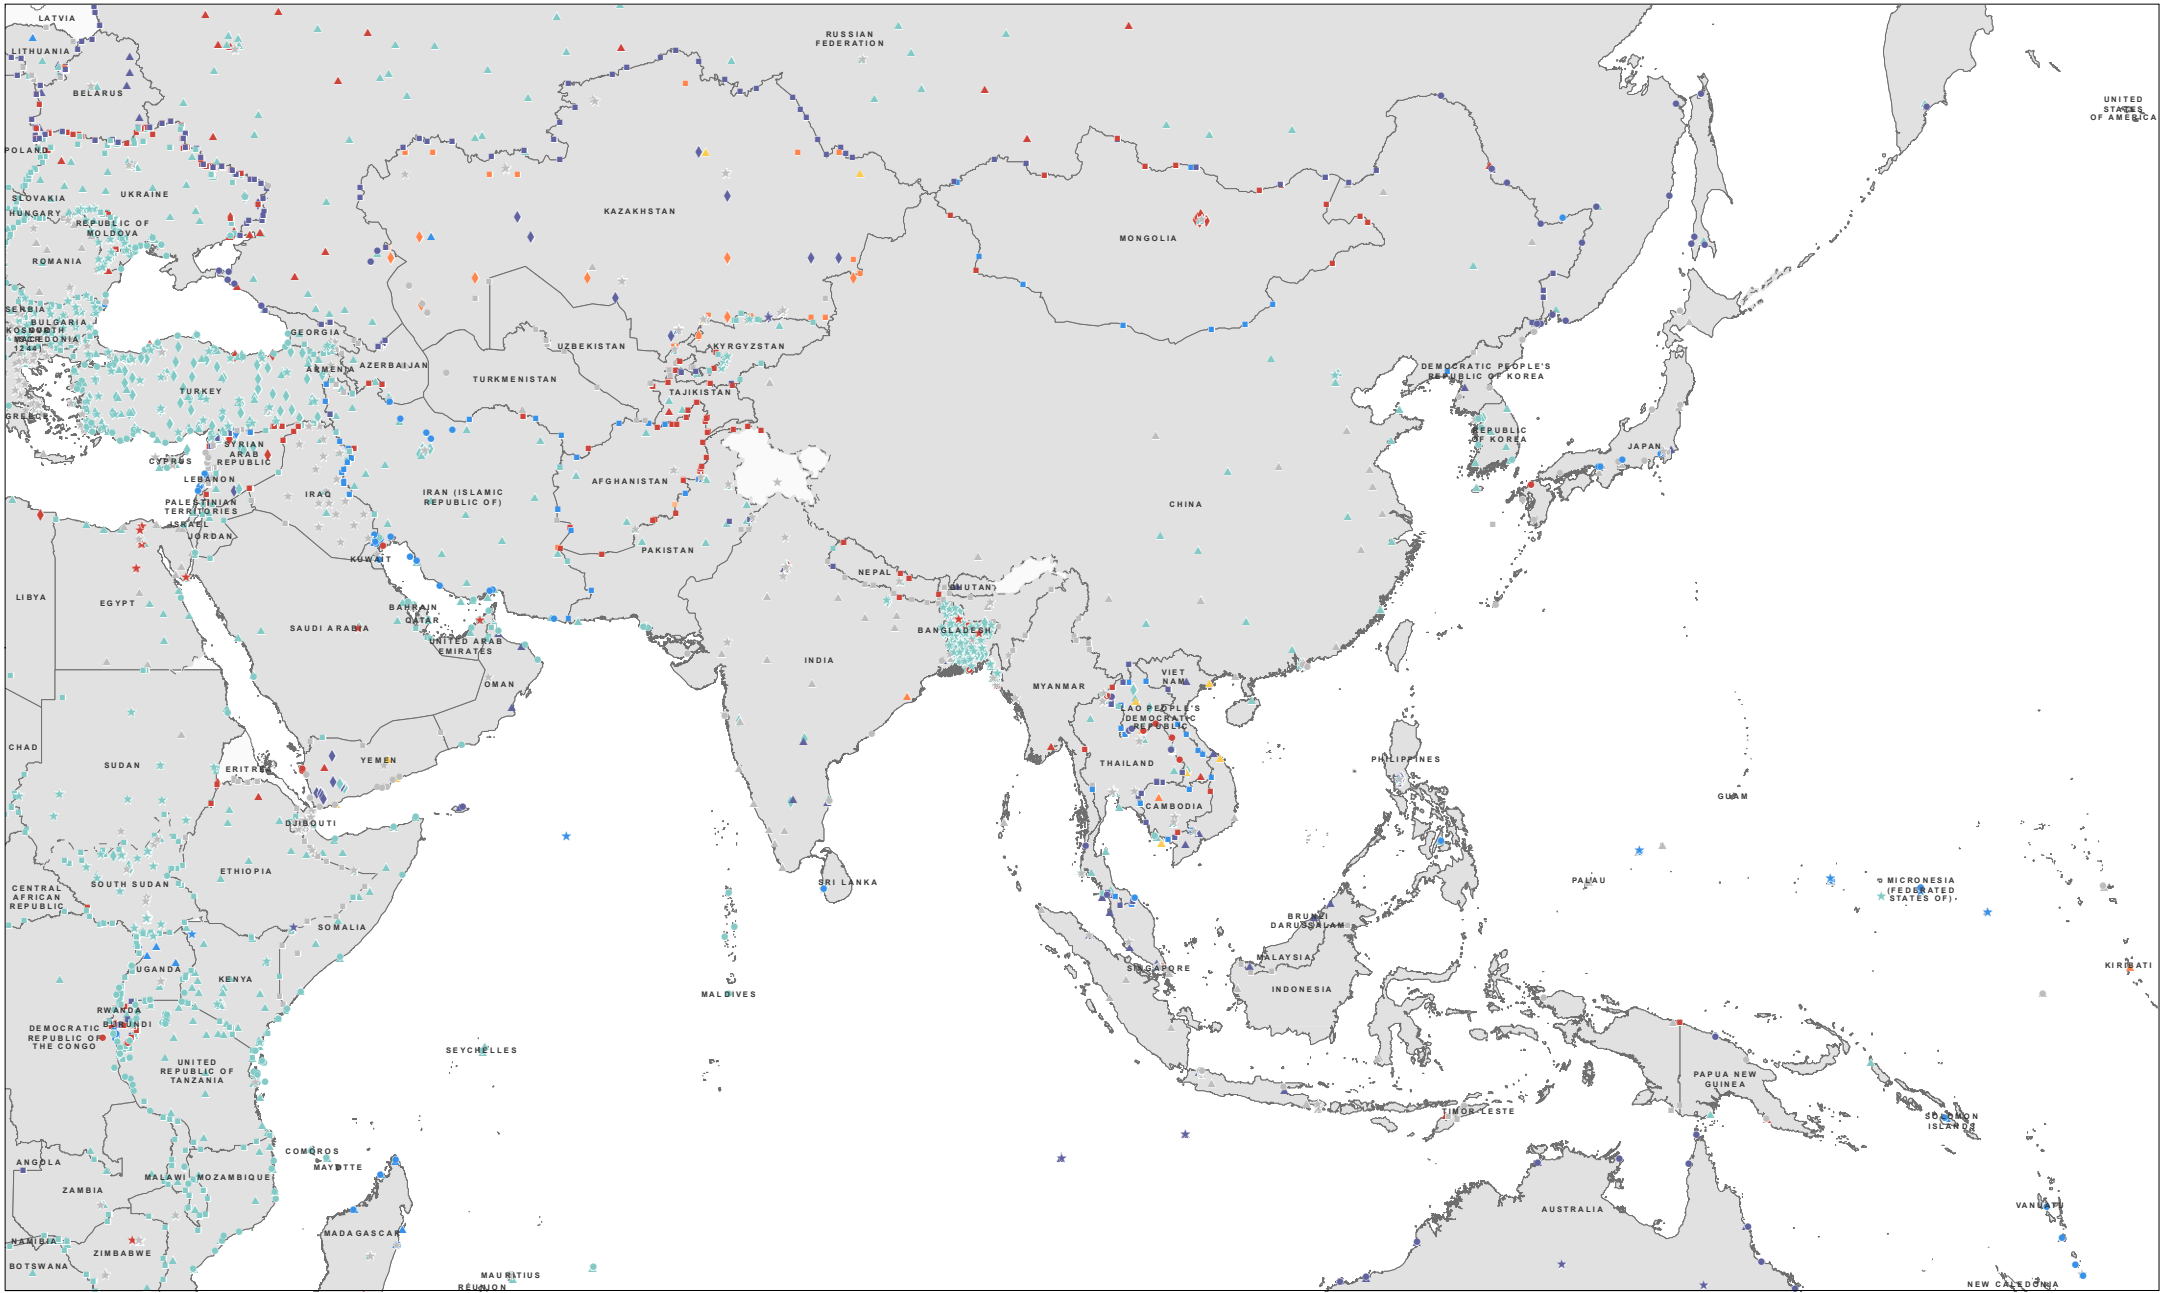 LATVIA
LITHUANIA
BELARUS
POLAND
RUSSIAN
FEDERATION
UNITED
STATES
OF AMERICA
SLOVAKIA
UKRAINE
HUNGARY
REPUBLIC OF
MOLDOVA
ROMANIA
KAZAKHSTAN
MONGOLIA
SERBIA
BULGARIA
MACEDONIA
1244)
GEORGIA
ARMENIA
AZERBAIJAN
UZBEKISTAN
KYRGYZSTAN
TURKMENISTAN
TAJIKISTAN
TURKEY
GREECE
DEMOCRATIC PEOPLE'S
REPUBLIC OF KOREA
REPUBLIC
OF KOREA
JAPAN
CYPRUS
SYRIAN
ARAB
REPUBLIC
LEBANON
PALESTINIAN
TERRITORIES
ISRAEL
JORDAN
IRAQ
IRAN (ISLAMIC
REPUBLIC OF)
AFGHANISTAN
PAKISTAN
CHINA
KUWAIT
LIBYA
EGYPT
SAUDI ARABIA
BAHRAIN
QATAR
UNITED ARAB
EMIRATES
OMAN
NEPAL
BHUTAN
BANGLADESH
INDIA
MYANMAR
VIET
NAM
LAO PEOPLE'S
DEMOCRATIC
REPUBLIC
THAILAND
CAMBODIA
PHILIPPINES
GUAM
CHAD
SUDAN
ERITREA
YEMEN
DJIBOUTI
ETHIOPIA
SOUTH SUDAN
CENTRAL
AFRICAN
REPUBLIC
SOMALIA
SRI LANKA
PALAU
MICRONESIA
(FEDERATED
STATES OF)
BRUNEI
DARUSSALAM
MALAYSIA
SINGAPORE
INDONESIA
KIRIBATI
UGANDA
KENYA
RWANDA
BURUNDI
DEMOCRATIC
REPUBLIC OF
THE CONGO
MALDIVES
SEYCHELLES
UNITED
REPUBLIC OF
TANZANIA
PAPUA NEW
GUINEA
TIMOR-LESTE
SOLOMON
ISLANDS
COMOROS
MAYOTTE
ANGOLA
ZAMBIA
MALAWI
MOZAMBIQUE
MADAGASCAR
AUSTRALIA
VANUATU
NAMIBIA
ZIMBABWE
BOTSWANA
MAURITIUS
RÉUNION
NEW CALEDONIA